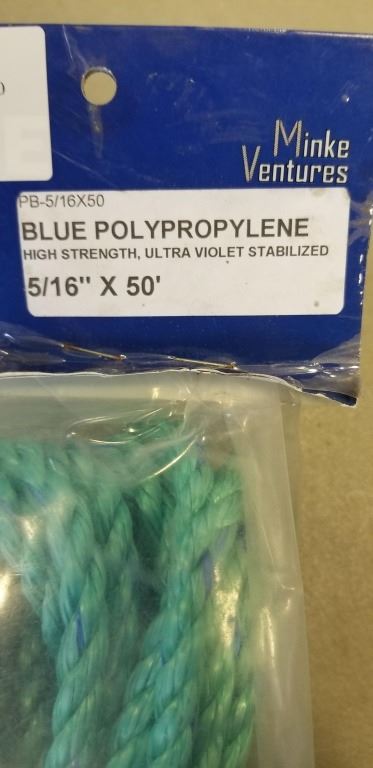 Minke
Ventures
PB-5/16X50
BLUE POLYPROPYLENE
HIGH STRENGTH, ULTRA VIOLET STABILIZED
5/16" X 50'